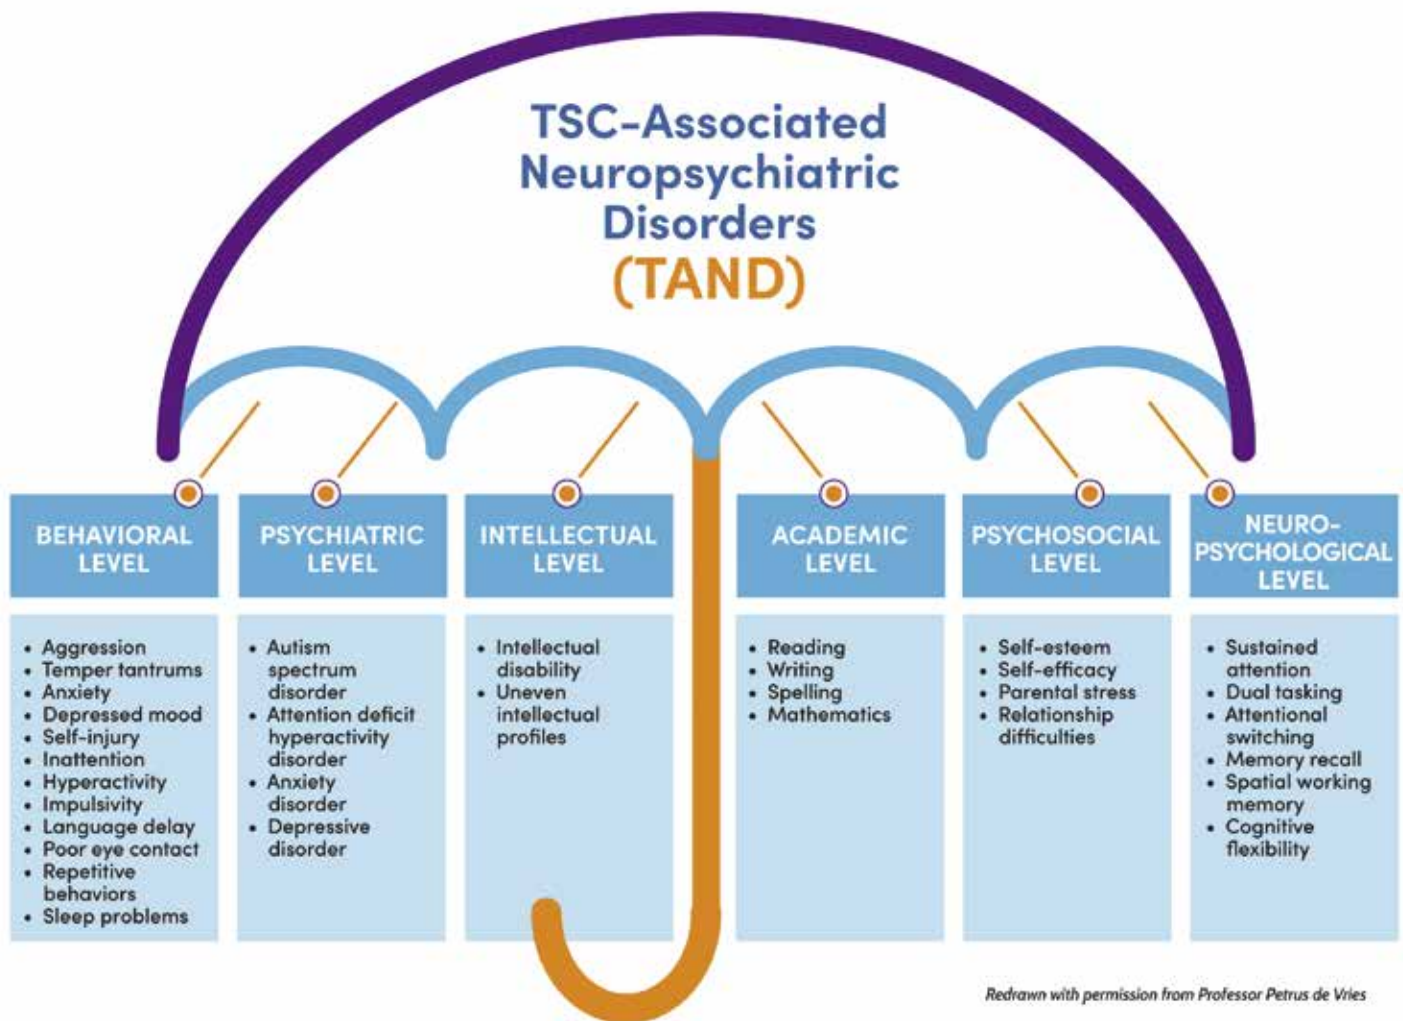 TSC-Associated
Neuropsychiatric
Disorders
(TAND)
BEHAVIORAL
LEVEL
• Aggression
• Temper tantrums
• Anxiety
• Depressed mood
• Self-injury
• Inattention
• Hyperactivity
• Impulsivity
• Language delay
• Poor eye contact
• Repetitive
behaviors
• Sleep problems
PSYCHIATRIC
LEVEL
• Autism
spectrum
disorder
• Attention deficit
hyperactivity
disorder
• Anxiety
disorder
• Depressive
disorder
INTELLECTUAL
LEVEL
• Intellectual
disability
• Uneven
intellectual
profiles
ACADEMIC
LEVEL
• Reading
• Writing
• Spelling
• Mathematics
PSYCHOSOCIAL
LEVEL
• Self-esteem
• Self-efficacy
• Parental stress
• Relationship
difficulties
NEURO-
PSYCHOLOGICAL
LEVEL
• Sustained
attention
• Dual tasking
• Attentional
switching
• Memory recall
• Spatial working
memory
• Cognitive
flexibility
Redrawn with permission from Professor Petrus de Vries